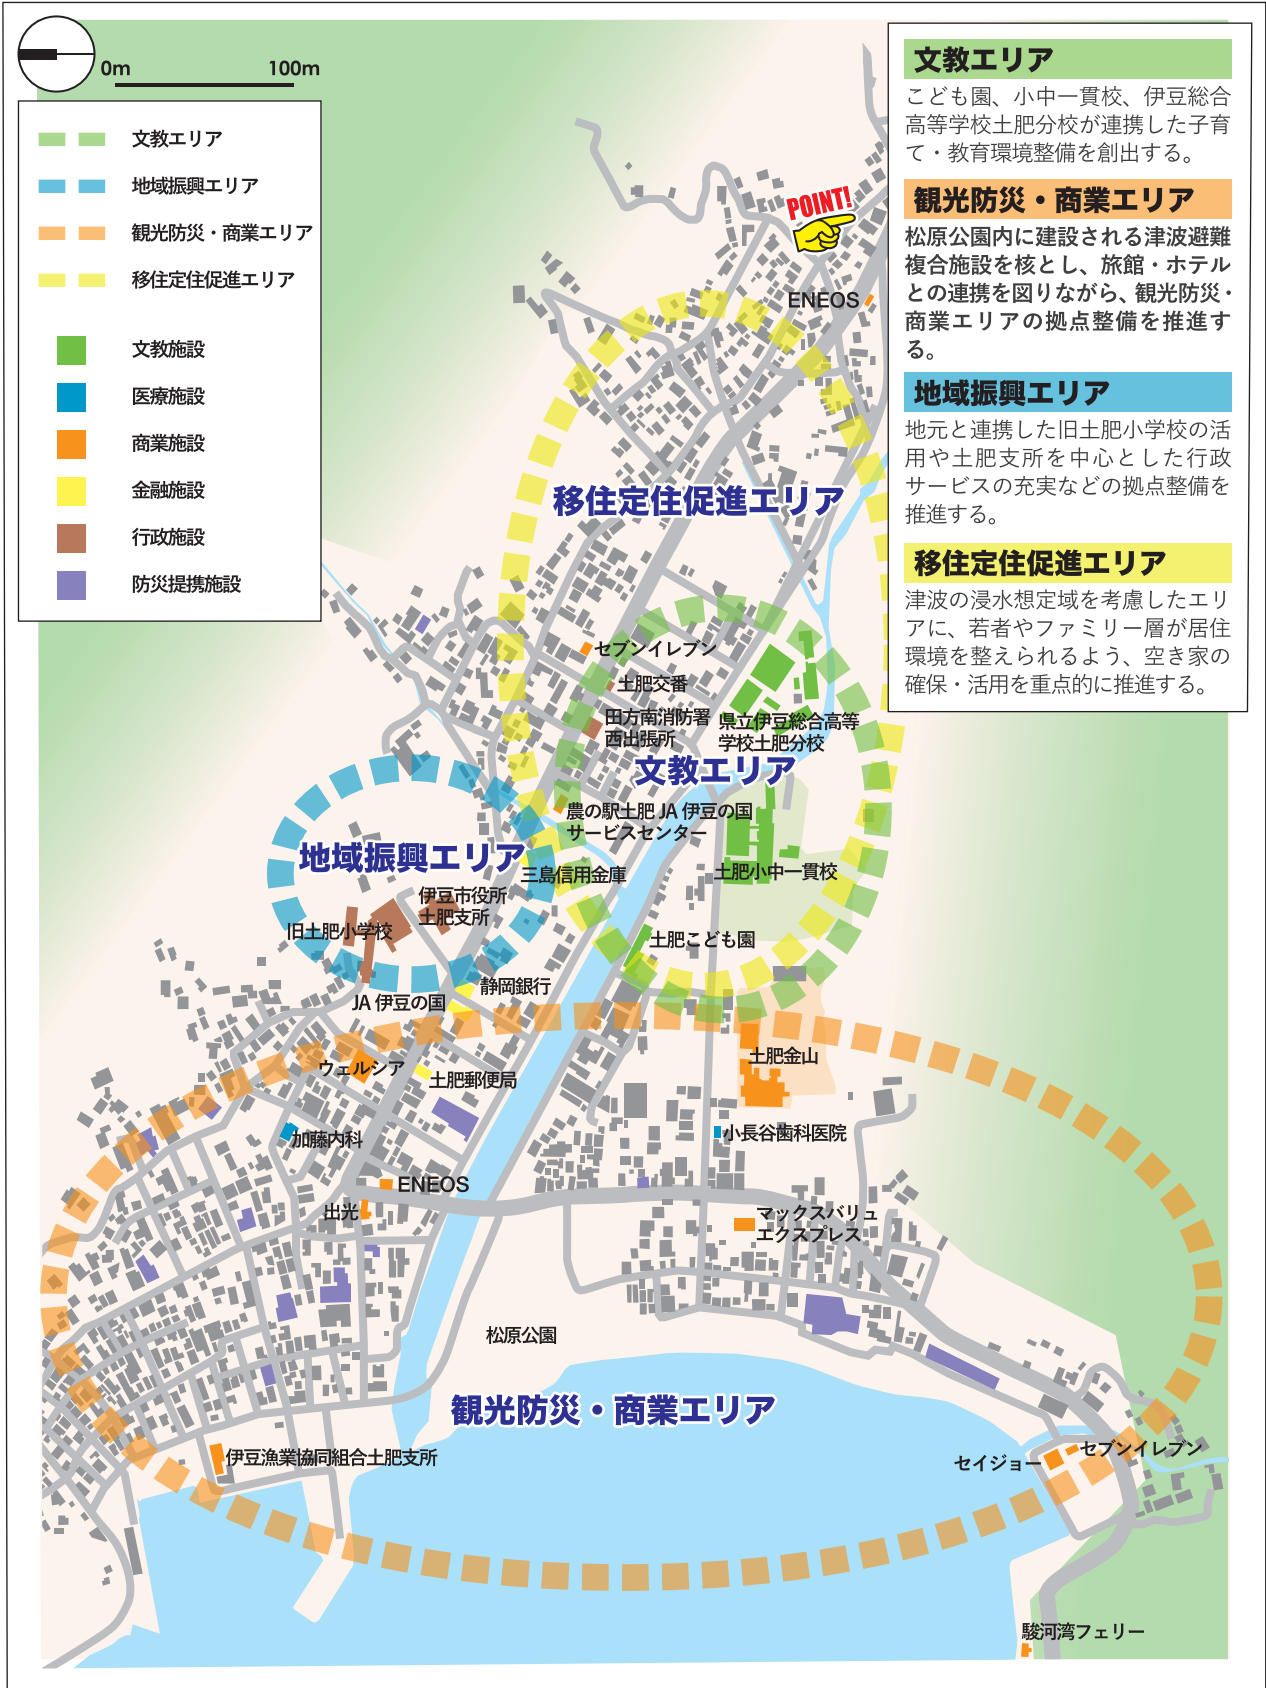 0m 100m
文教エリア
地域振興エリア
観光防災・商業エリア
移住定住促進エリア
文教施設
医療施設
商業施設
金融施設
行政施設
防災提携施設
文教エリア
こども園、小中一貫校、伊豆総合
高等学校土肥分校が連携した子育
て・教育環境整備を創出する。
観光防災・商業エリア
松原公園内に建設される津波避難
複合施設を核とし、旅館・ホテル
との連携を図りながら、観光防災・
商業エリアの拠点整備を推進す
る。
地域振興エリア
地元と連携した旧土肥小学校の活
用や土肥支所を中心とした行政
サービスの充実などの拠点整備を
推進する。
移住定住促進エリア
津波の浸水想定域を考慮したエリ
アに、若者やファミリー層が居住
環境を整えられるよう、空き家の
確保・活用を重点的に推進する。
POINT!
ENEOS
移住定住促進エリア
セブンイレブン
土肥交番
田方南消防署
西出張所
県立伊豆総合高等
学校土肥分校
文教エリア
農の駅土肥 JA 伊豆の国
サービスセンター
地域振興エリア
三島信用金庫
土肥小中一貫校
伊豆市役所
土肥支所
旧土肥小学校
土肥こども園
静岡銀行
JA 伊豆の国
土肥金山
ウェルシア
土肥郵便局
加藤内科
小長谷歯科医院
ENEOS
出光
マックスバリュ
エクスプレス
松原公園
観光防災・商業エリア
伊豆漁業協同組合土肥支所
セイジョー
セブンイレブン
駿河湾フェリー